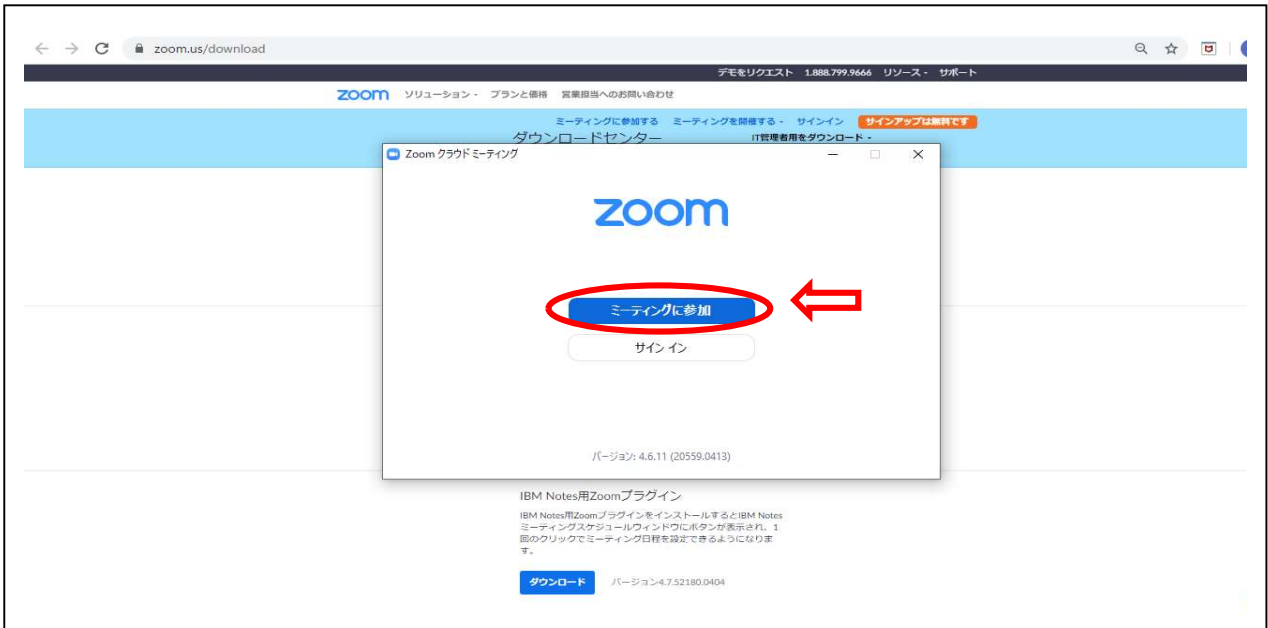 zoom.us/download
デモをリクエスト 1.888.799.9666 リソース サポート
zoom ソリューション プランと価格 営業担当へのお問い合わせ
ミーティングに参加する ミーティングを開催する サインイン サインアップは無料です
ダウンロードセンター IT管理者用をダウンロード
Zoom クラウド ミーティング
zoom
ミーティングに参加
サイン イン
バージョン: 4.6.11 (20559.0413)
IBM Notes用Zoomプラグイン
IBM Notes用ZoomプラグインをインストールするとIBM Notes
ミーティングスケジュールウィンドウにボタンが表示され、1
回のクリックでミーティング日程を設定できるようになりま
す。
ダウンロード バージョン4.7.52180.0404